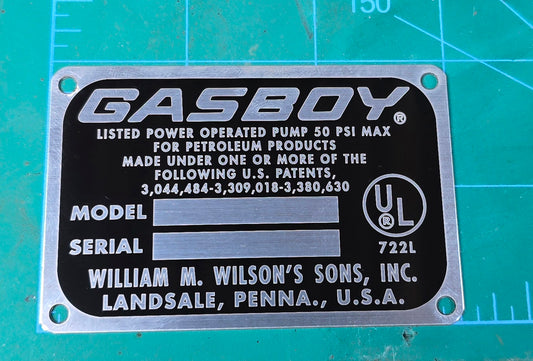 150
GASBOY®
LISTED POWER OPERATED PUMP 50 PSI MAX
FOR PETROLEUM PRODUCTS
MADE UNDER ONE OR MORE OF THE
FOLLOWING U.S. PATENTS,
3,044,484-3,309,018-3,380,630
MODEL
UL®
SERIAL
722L
WILLIAM M. WILSON'S SONS, INC.
LANDSALE, PENNA., U.S.A.